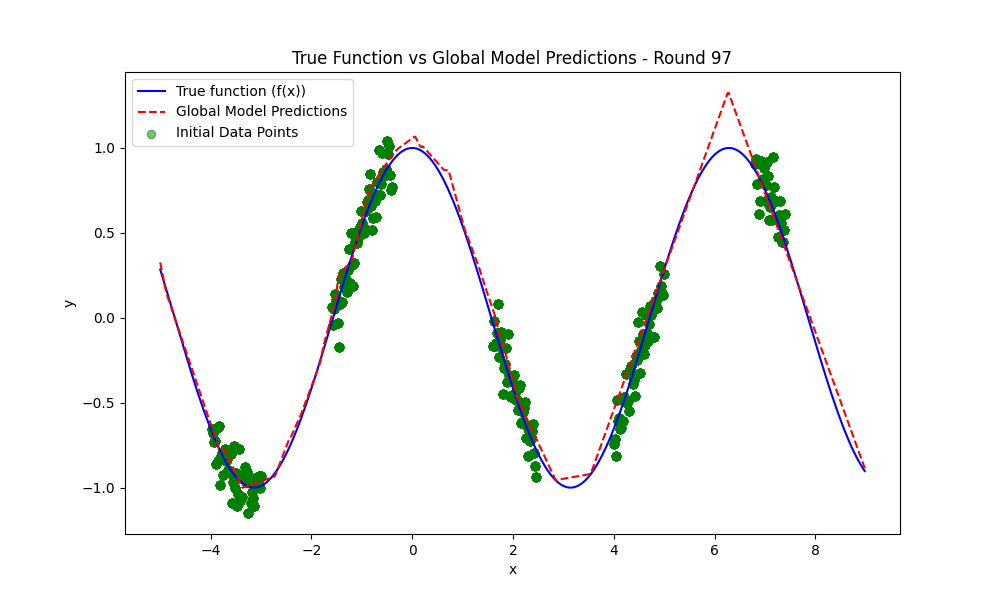 True Function vs Global Model Predictions - Round 97
True function (f(x))
Global Model Predictions
Initial Data Points
1.0
0.5
0.0
−0.5
−1.0
y
−4
−2
0
2
4
6
8
x